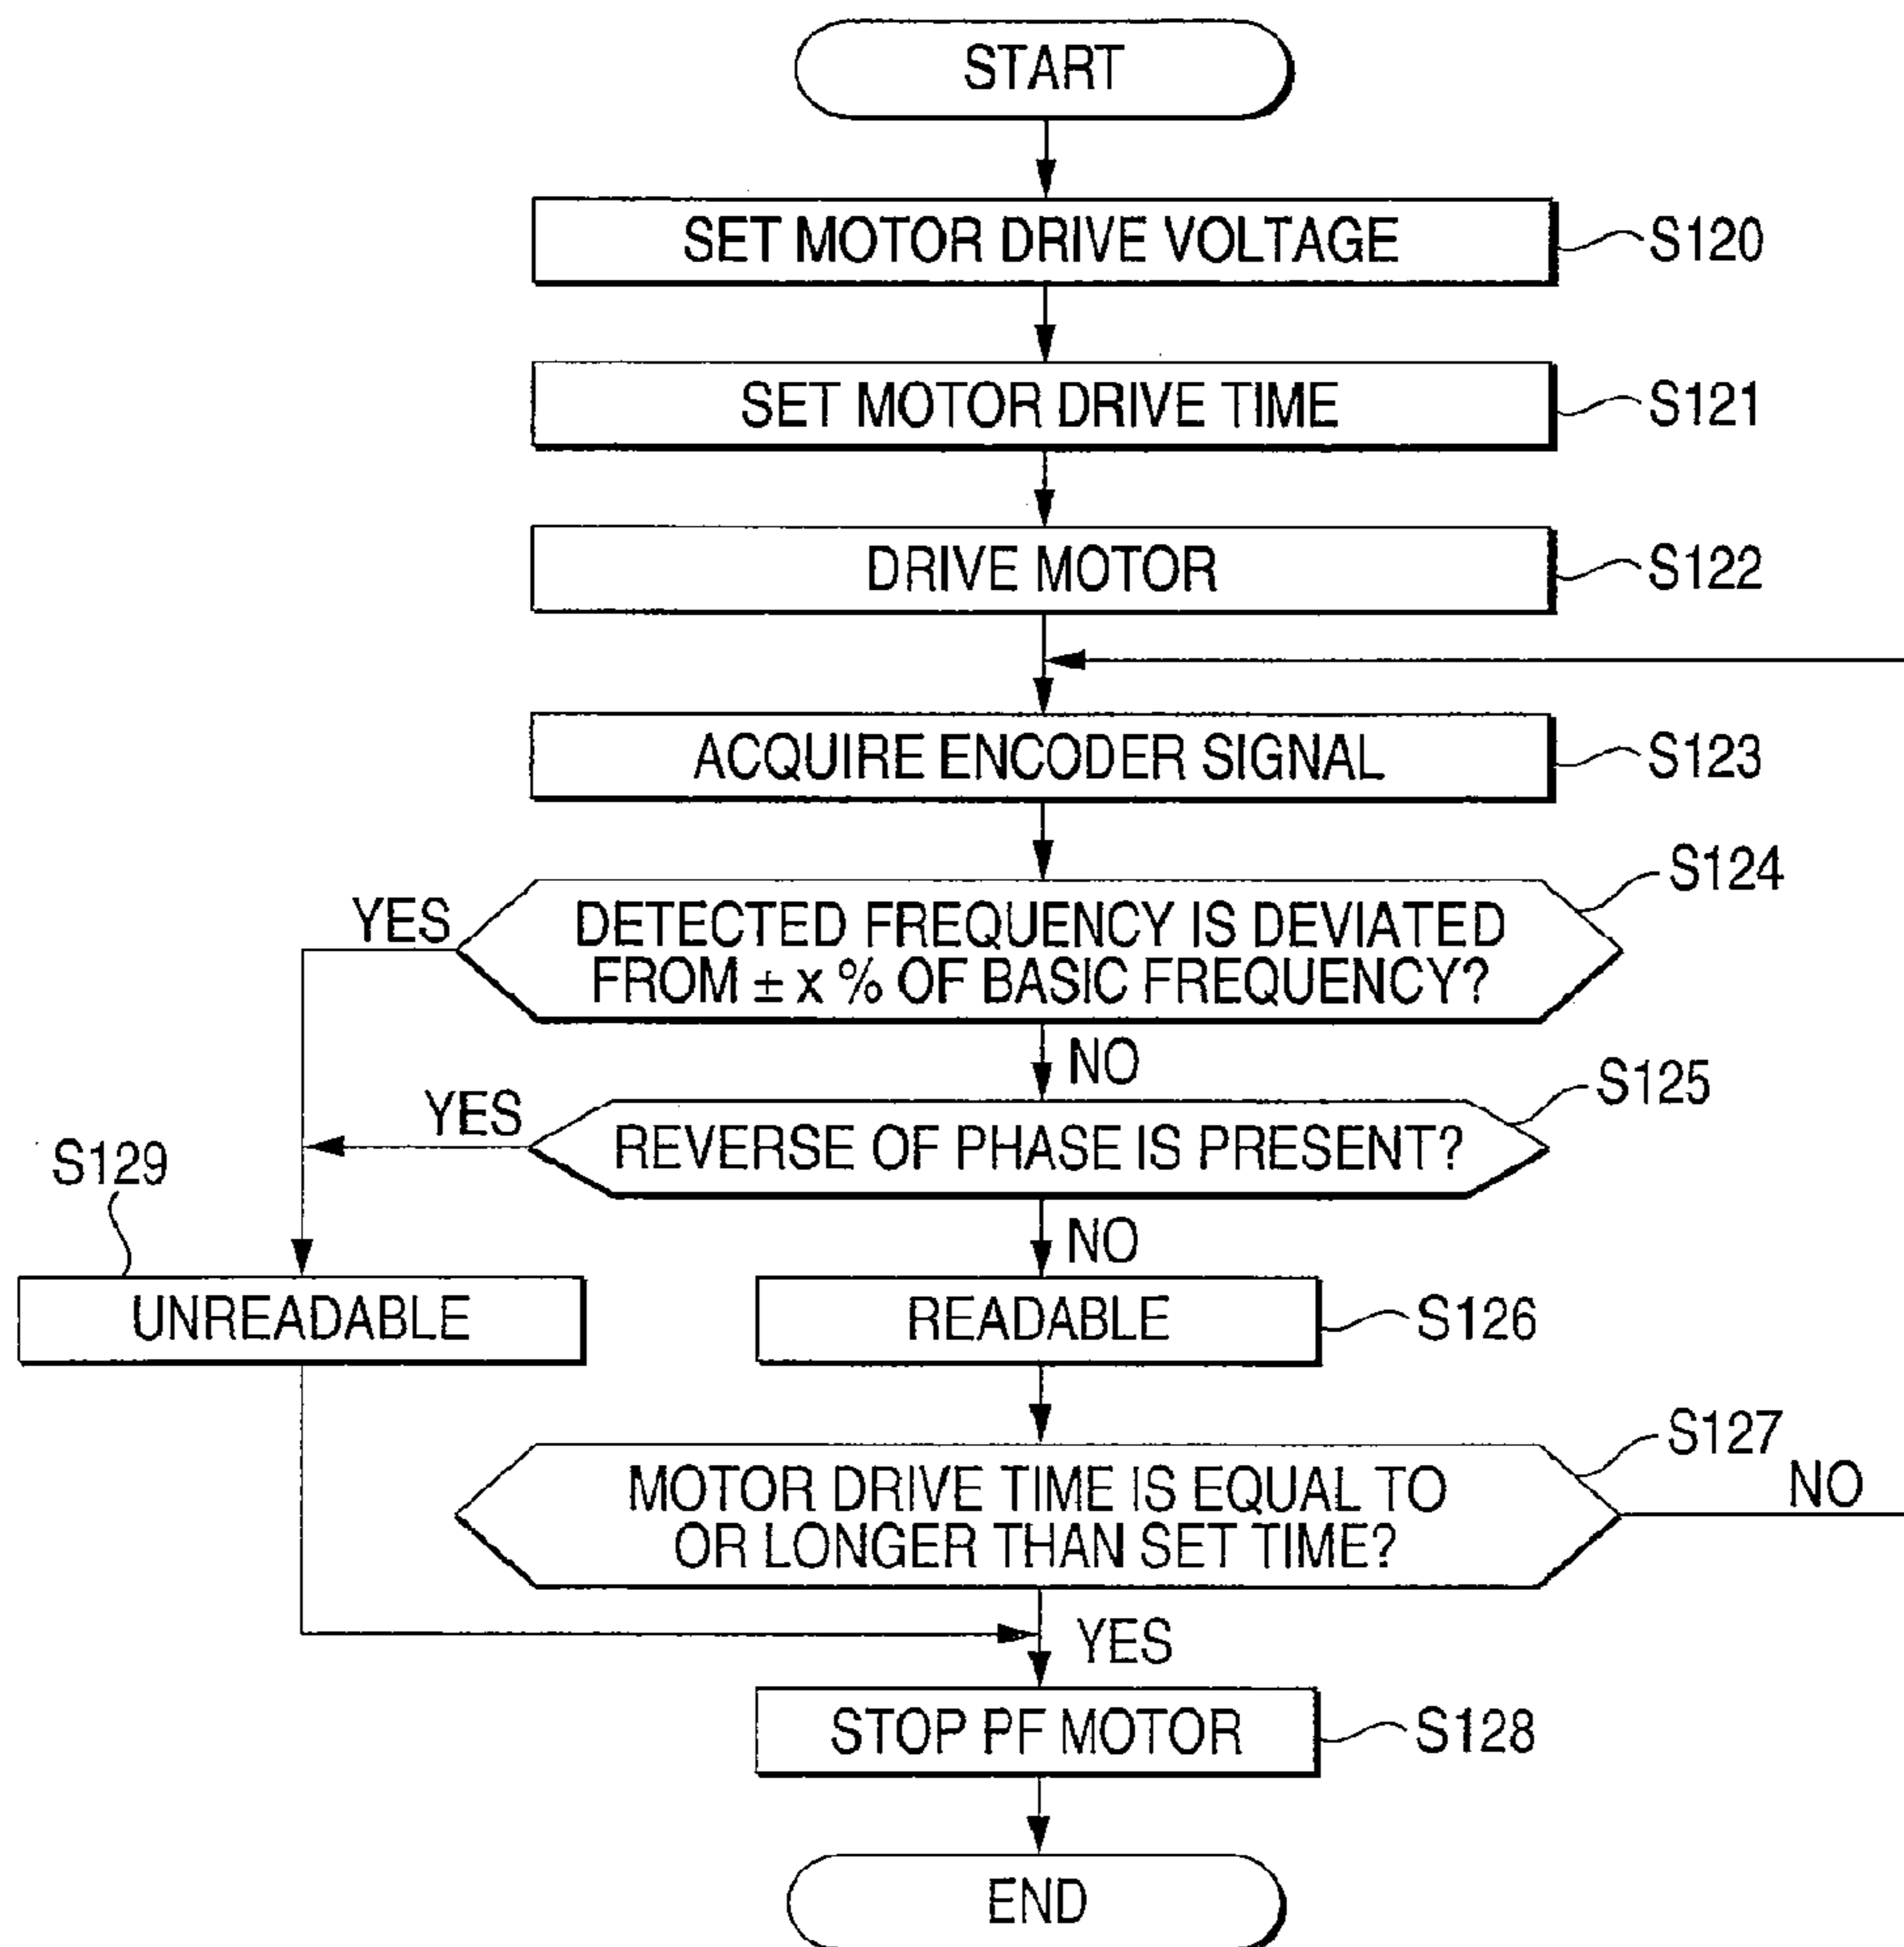 START
SET MOTOR DRIVE VOLTAGE
S120
SET MOTOR DRIVE TIME
S121
DRIVE MOTOR
S122
ACQUIRE ENCODER SIGNAL
S123
S124
YES
DETECTED FREQUENCY IS DEVIATED
FROM ± x % OF BASIC FREQUENCY?
NO
S125
YES
REVERSE OF PHASE IS PRESENT?
S129
NO
UNREADABLE
READABLE
S126
S127
MOTOR DRIVE TIME IS EQUAL TO
OR LONGER THAN SET TIME?
NO
YES
STOP PF MOTOR
S128
END